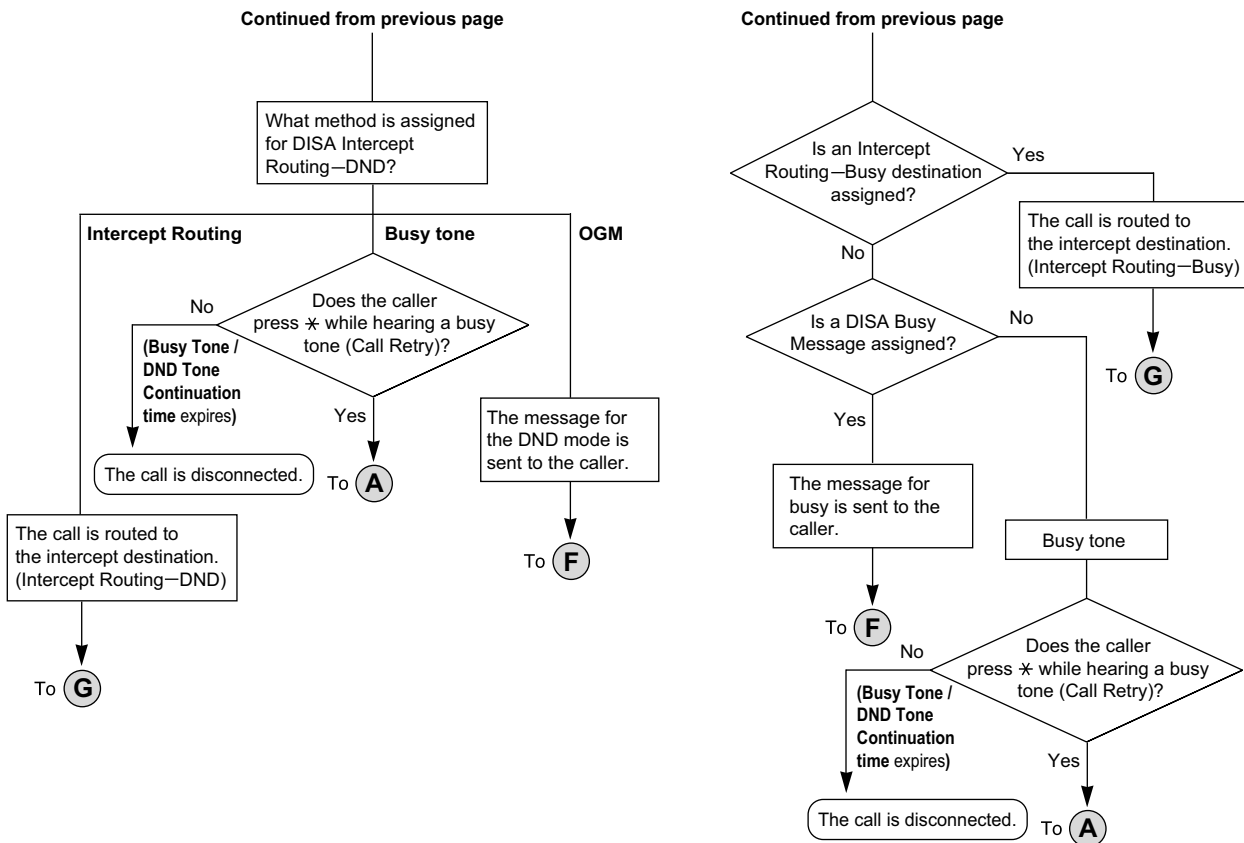 Continued from previous page
What method is assigned
for DISA Intercept
Routing—DND?
Intercept Routing
Busy tone
OGM
No
Does the caller
press ✳ while hearing a busy
tone (Call Retry)?
(Busy Tone /
DND Tone
Continuation
time expires)
Yes
The call is disconnected.
To A
The message for
the DND mode is
sent to the caller.
To F
The call is routed to
the intercept destination.
(Intercept Routing—DND)
To G
Continued from previous page
Is an Intercept
Routing—Busy destination
assigned?
Yes
The call is routed to
the intercept destination.
(Intercept Routing—Busy)
To G
No
Is a DISA Busy
Message assigned?
No
Yes
The message for
busy is sent to the
caller.
To F
Busy tone
No
Does the caller
press ✳ while hearing a busy
tone (Call Retry)?
(Busy Tone /
DND Tone
Continuation
time expires)
Yes
The call is disconnected.
To A